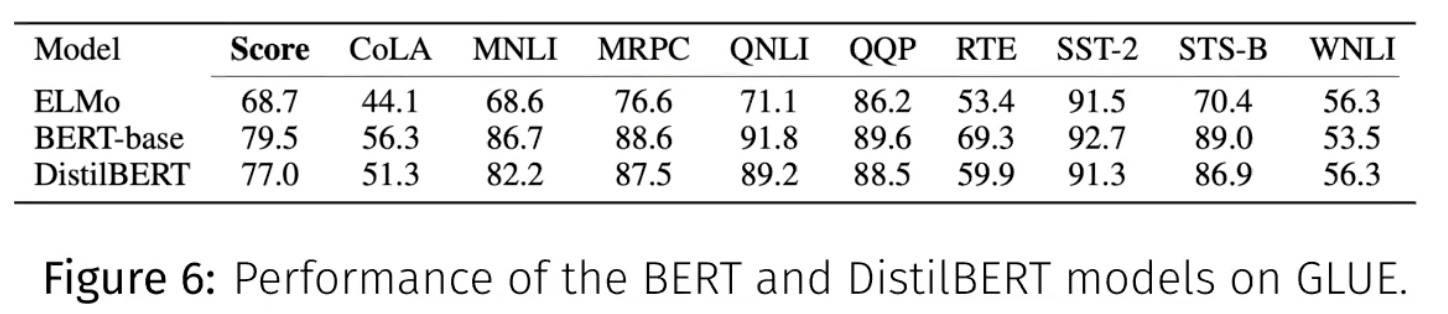 Model Score CoLA MNLI MRPC QNLI QQP RTE SST-2 STS-B WNLI
ELMo 68.7 44.1 68.6 76.6 71.1 86.2 53.4 91.5 70.4 56.3
BERT-base 79.5 56.3 86.7 88.6 91.8 89.6 69.3 92.7 89.0 53.5
DistilBERT 77.0 51.3 82.2 87.5 89.2 88.5 59.9 91.3 86.9 56.3
Figure 6: Performance of the BERT and DistilBERT models on GLUE.